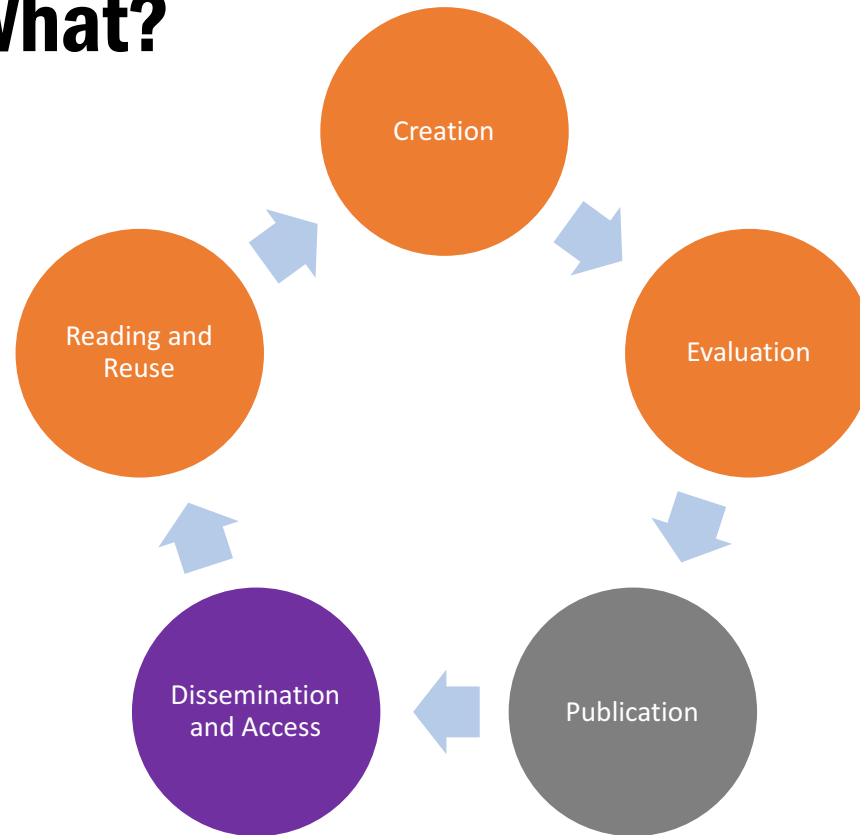 What?
Creation
Evaluation
Publication
Dissemination
and Access
Reading and
Reuse